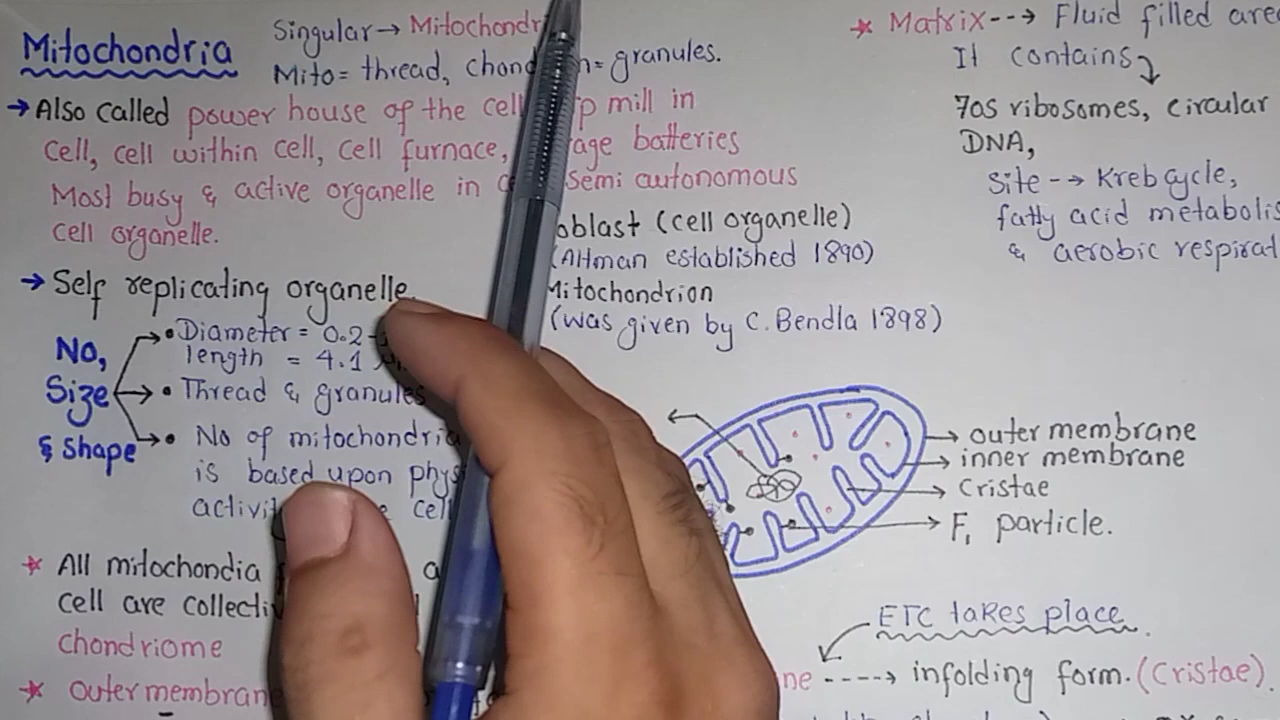 Mitochondria
Singular→ Mitochondri
Mito= thread, chond n= granules.
→ Also called power house of the cell p mill in
cell, cell within cell, cell furnace, rage batteries
Most busy & active organelle in semi autonomous
cell organelle.
oblast (cell organelle)
(Altman established 1890)
→ Self replicating organelle.
Mitochondrion
(was given by C. Bendla 1898)
No,
Size
& Shape
• Diameter = 0.2-
length = 4.1
• Thread & granules
• No of mitochondria
is based upon phys
activit cell
* All mitochondia a
cell are collecti
chondriome
* outer membran
* Matrix--→ Fluid filled area
It contains
70s ribosomes, circular
DNA,
Site--→ Kreb cycle,
fatty acid metabolis
& aerobic respirat
→ outer membrane
→ inner membrane
→ Cristae
→ F₁ particle.
ETC takes place.
ne ----→ infolding form. (Cristae).